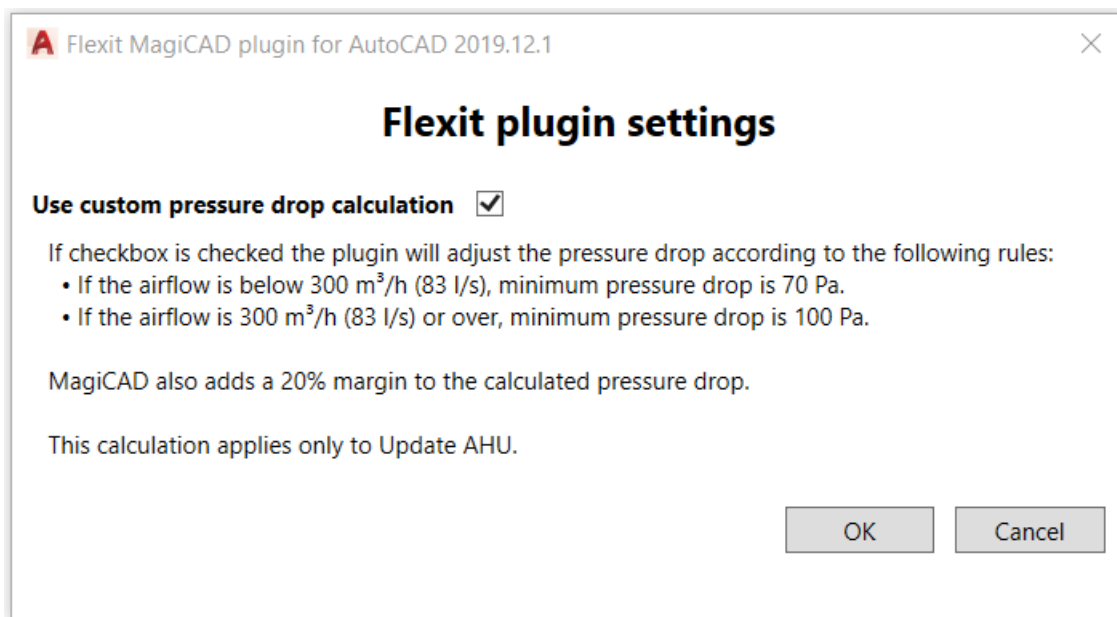 Flexit MagiCAD plugin for AutoCAD 2019.12.1
Flexit plugin settings
Use custom pressure drop calculation
If checkbox is checked the plugin will adjust the pressure drop according to the following rules:
• If the airflow is below 300 m³/h (83 l/s), minimum pressure drop is 70 Pa.
• If the airflow is 300 m³/h (83 l/s) or over, minimum pressure drop is 100 Pa.
MagiCAD also adds a 20% margin to the calculated pressure drop.
This calculation applies only to Update AHU.
OK Cancel